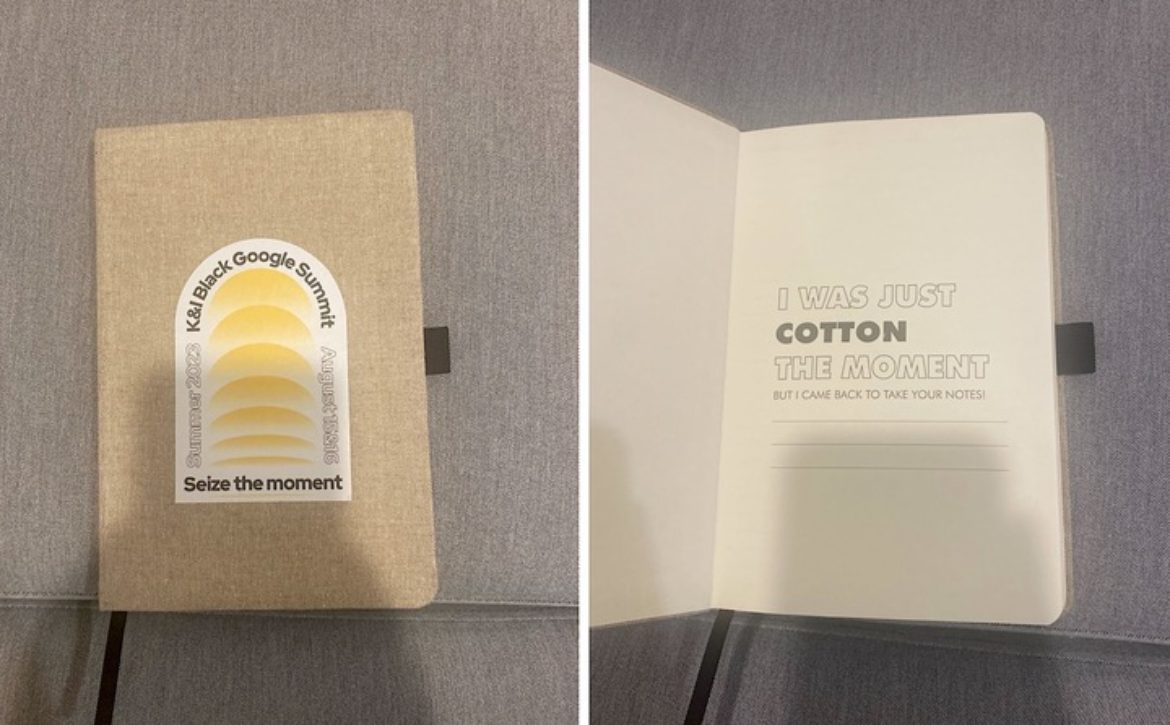 K&I Black Google Summit
Summer 2023
August 15&16
Seize the moment
I WAS JUST
COTTON
THE MOMENT
BUT I CAME BACK TO TAKE YOUR NOTES!